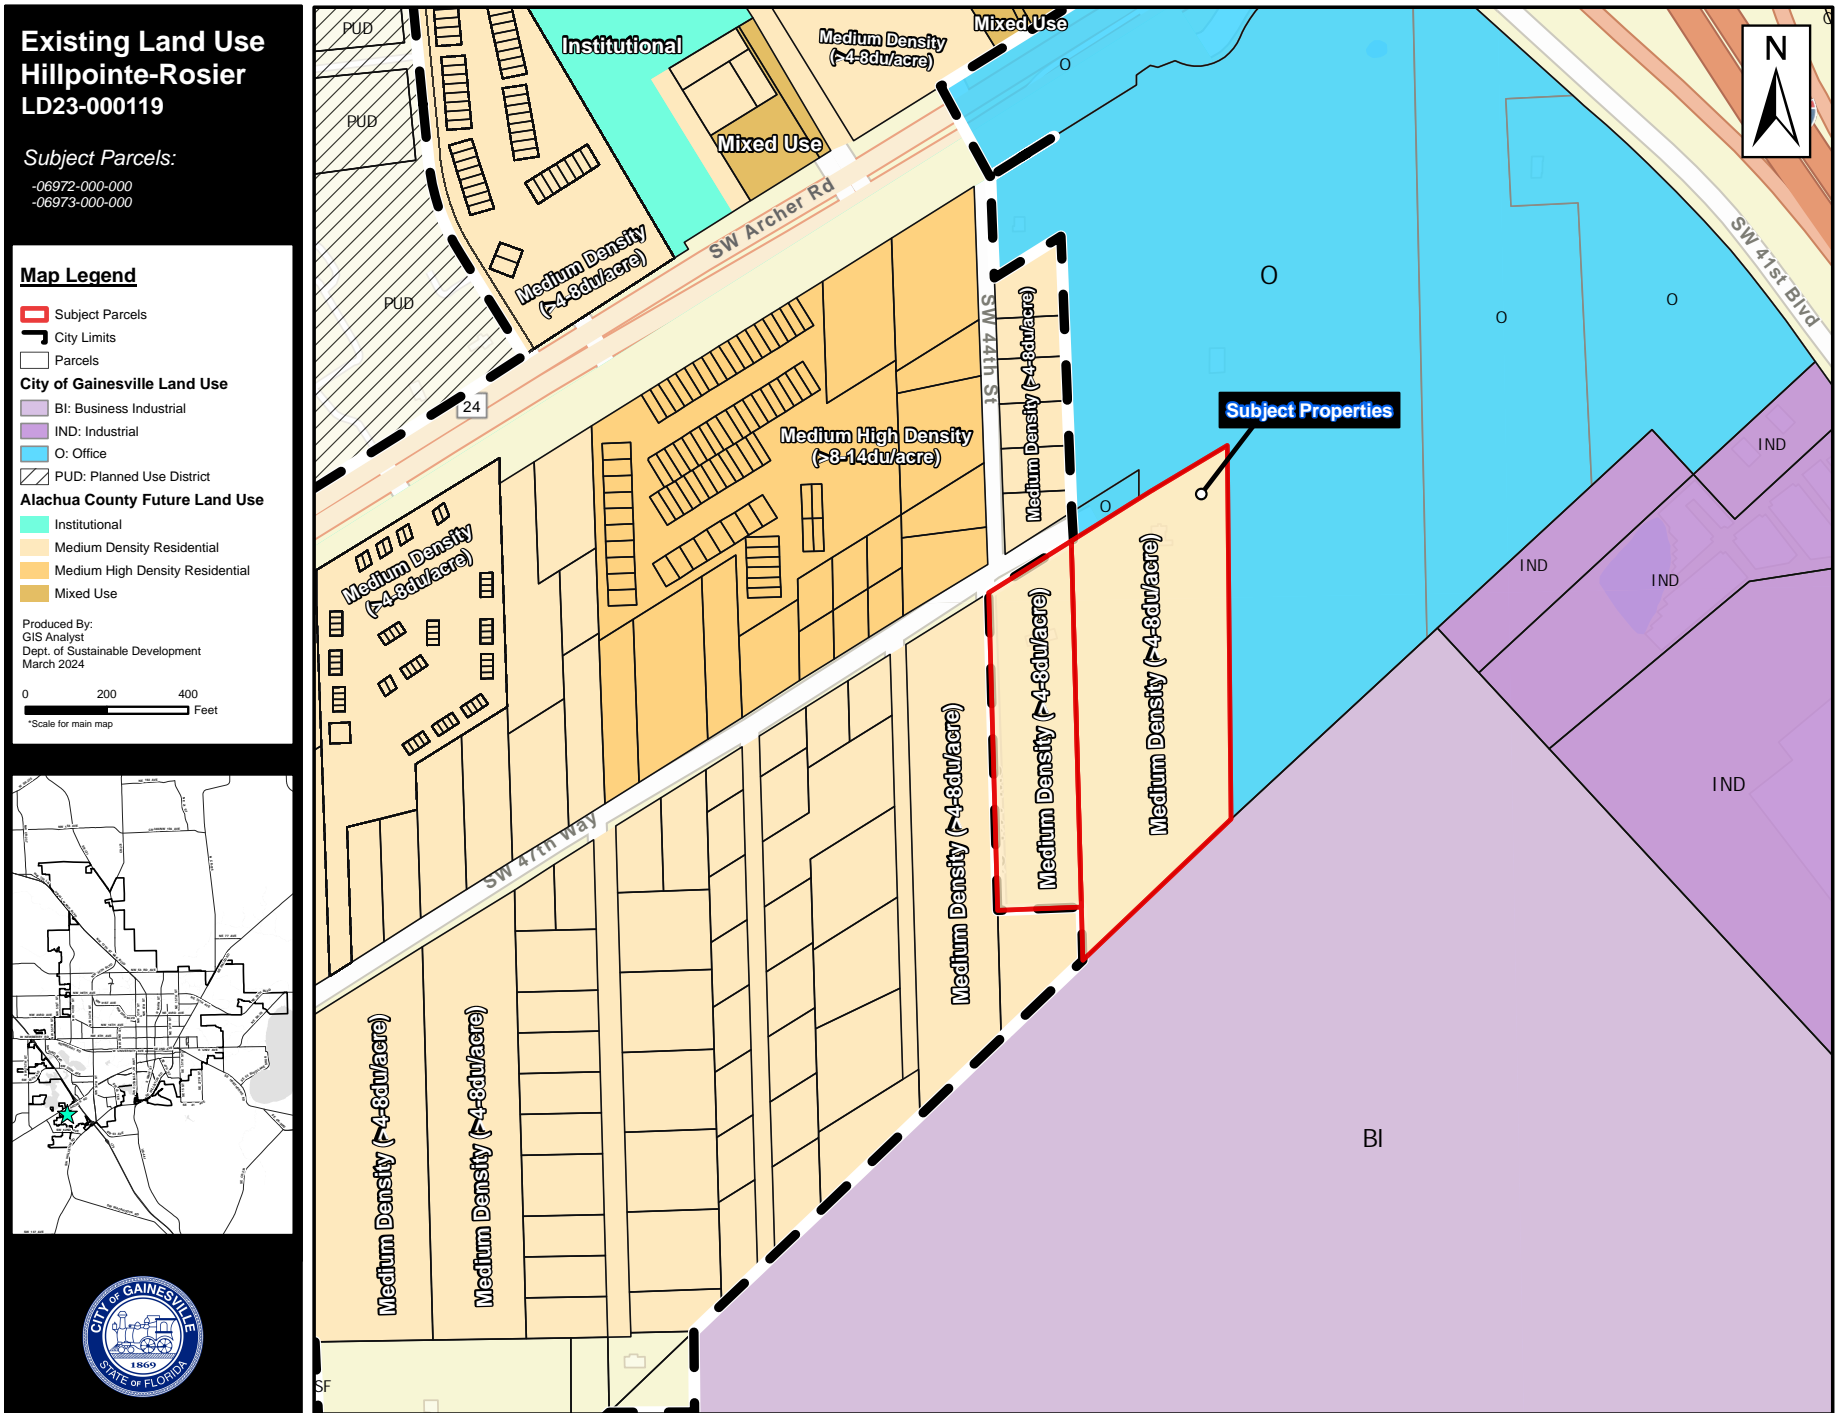 Existing Land Use
Hillpointe-Rosier
LD23-000119
Subject Parcels:
-06972-000-000
-06973-000-000
Map Legend
Subject Parcels
City Limits
Parcels
City of Gainesville Land Use
BI: Business Industrial
IND: Industrial
O: Office
PUD: Planned Use District
Alachua County Future Land Use
Institutional
Medium Density Residential
Medium High Density Residential
Mixed Use
Produced By:
GIS Analyst
Dept. of Sustainable Development
March 2024
0 200 400
Feet
*Scale for main map
CITY OF GAINESVILLE
1869
STATE OF FLORIDA
PUD
PUD
PUD
Institutional
Medium Density
(>4-8du/acre)
Mixed Use
Mixed Use
SW Archer Rd
Medium Density
(>4-8du/acre)
24
N
O
O
O
O
O
SW 41st Blvd
SW 44th St
Medium Density (>4-8du/acre)
Medium High Density
(>8-14du/acre)
Subject Properties
Medium Density
(>4-8du/acre)
Medium Density (>4-8du/acre)
Medium Density (>4-8du/acre)
Medium Density (>4-8du/acre)
IND
IND
IND
IND
SW 47th Way
Medium Density (>4-8du/acre)
Medium Density (>4-8du/acre)
BI
SF